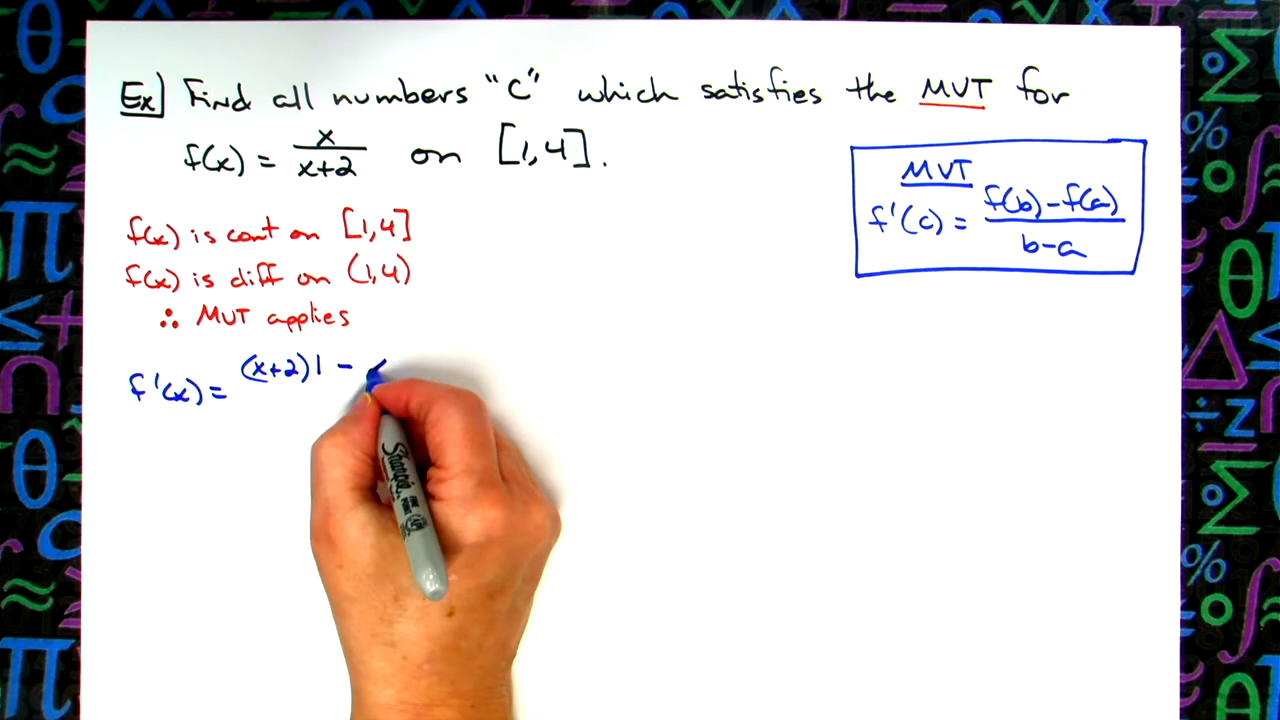 Ex] Find all numbers "C" which satisfies the MVT for
f(x) = x/(x+2) on [1,4].
MVT
f'(c) = (f(b)-f(a))/(b-a)
f(x) is cont on [1,4]
f(x) is diff on (1,4)
∴ MVT applies
f'(x) = (x+2)1 -
Sharpie